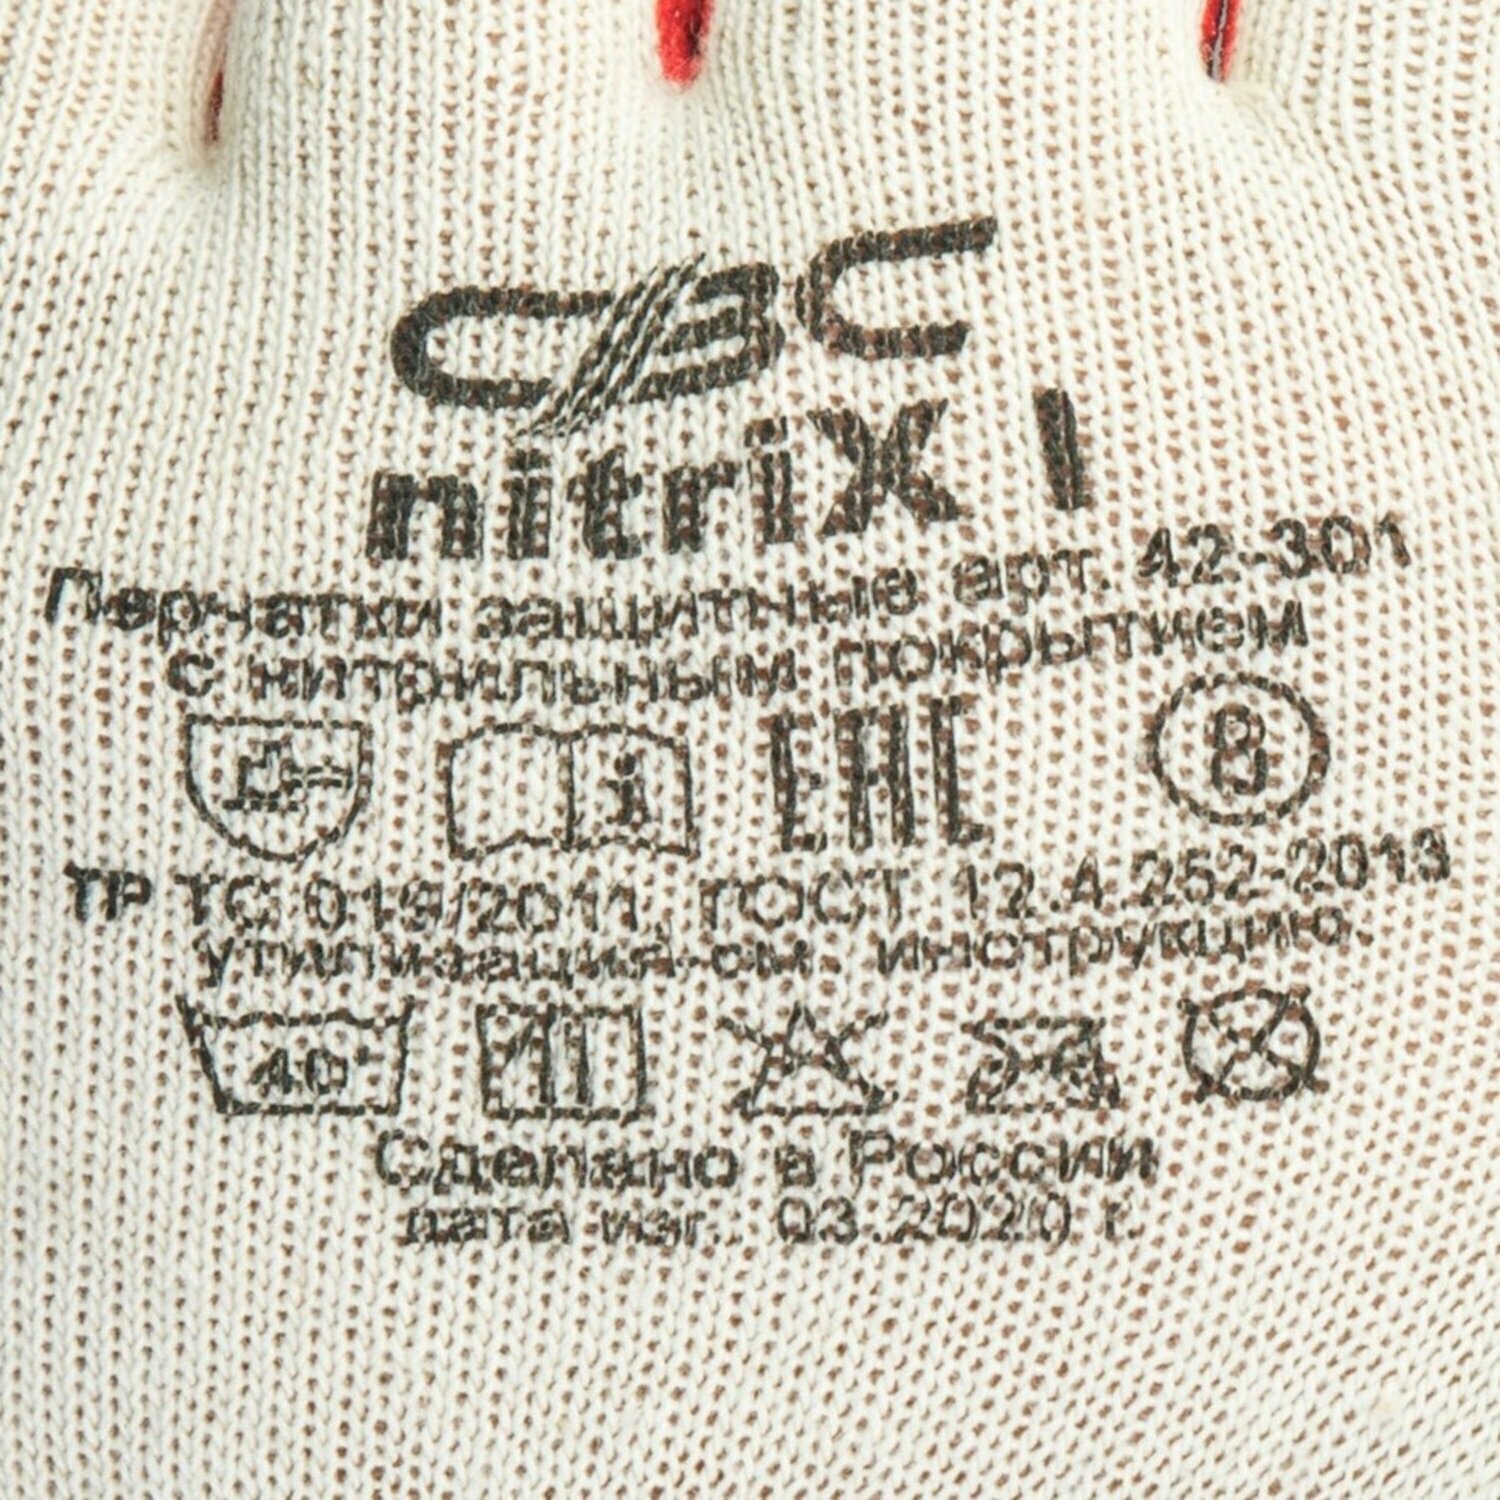 СВС
nitriX I
Перчатки защитные арт. 42-301
с нитрильным покрытием
i EAC 8
ТР ТС 019/2011, ГОСТ 12.4.252-2013
утилизация-см. инструкцию.
40°
Сделано в России
дата изг.: 03.2020 г.